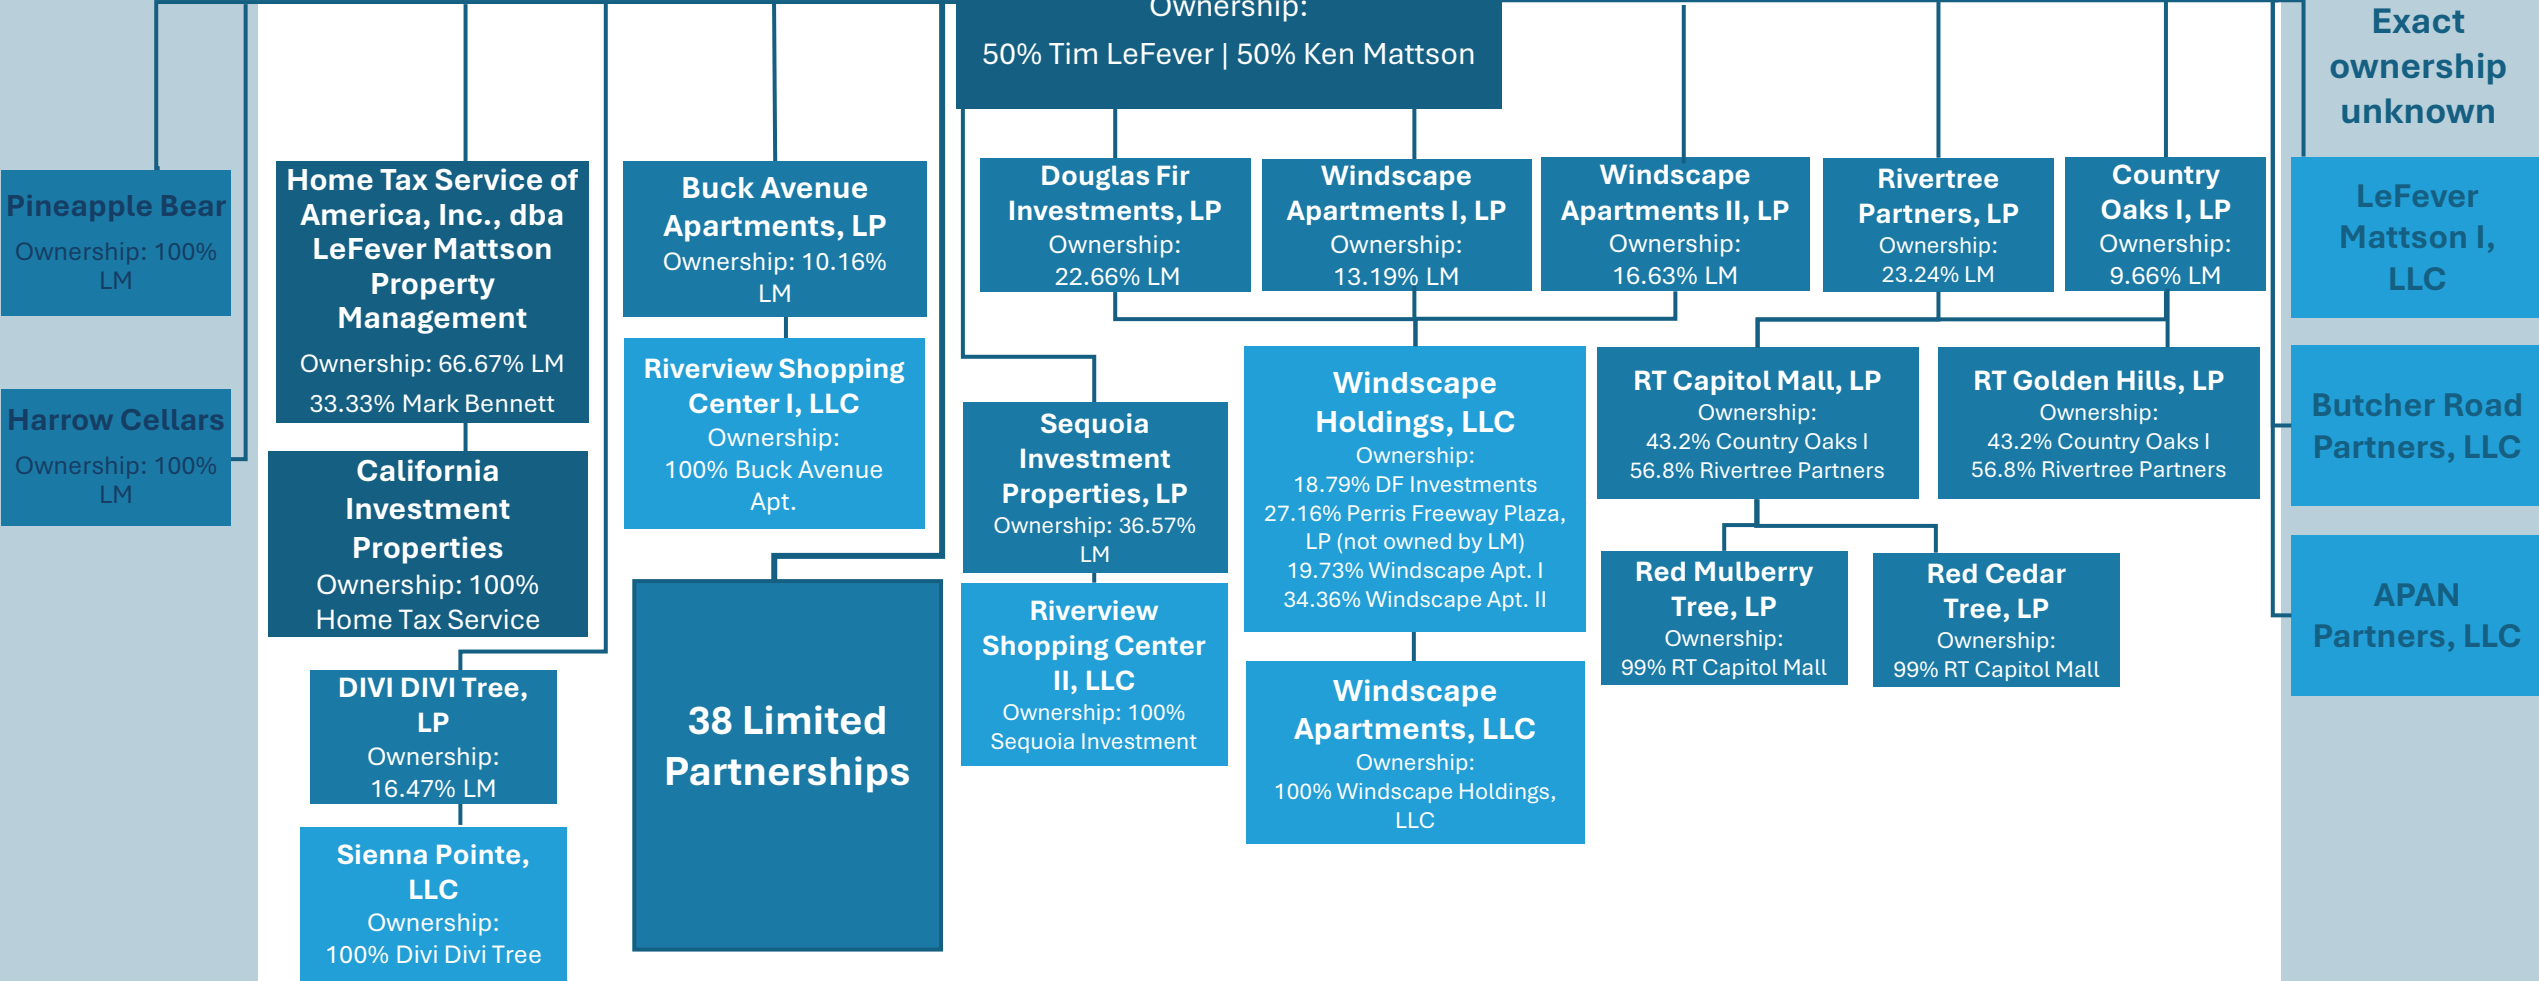 Ownership:
50% Tim LeFever | 50% Ken Mattson
Exact
ownership
unknown
Pineapple Bear
Ownership: 100%
LM
Harrow Cellars
Ownership: 100%
LM
Home Tax Service of
America, Inc., dba
LeFever Mattson
Property
Management
Ownership: 66.67% LM
33.33% Mark Bennett
California
Investment
Properties
Ownership: 100%
Home Tax Service
DIVI DIVI Tree,
LP
Ownership:
16.47% LM
Sienna Pointe,
LLC
Ownership:
100% Divi Divi Tree
Buck Avenue
Apartments, LP
Ownership: 10.16%
LM
Riverview Shopping
Center I, LLC
Ownership:
100% Buck Avenue
Apt.
38 Limited
Partnerships
Douglas Fir
Investments, LP
Ownership:
22.66% LM
Windscape
Apartments I, LP
Ownership:
13.19% LM
Windscape
Apartments II, LP
Ownership:
16.63% LM
Rivertree
Partners, LP
Ownership:
23.24% LM
Country
Oaks I, LP
Ownership:
9.66% LM
Sequoia
Investment
Properties, LP
Ownership: 36.57%
LM
Riverview
Shopping Center
II, LLC
Ownership: 100%
Sequoia Investment
Windscape
Holdings, LLC
Ownership:
18.79% DF Investments
27.16% Perris Freeway Plaza,
LP (not owned by LM)
19.73% Windscape Apt. I
34.36% Windscape Apt. II
Windscape
Apartments, LLC
Ownership:
100% Windscape Holdings,
LLC
RT Capitol Mall, LP
Ownership:
43.2% Country Oaks I
56.8% Rivertree Partners
RT Golden Hills, LP
Ownership:
43.2% Country Oaks I
56.8% Rivertree Partners
Red Mulberry
Tree, LP
Ownership:
99% RT Capitol Mall
Red Cedar
Tree, LP
Ownership:
99% RT Capitol Mall
LeFever
Mattson I,
LLC
Butcher Road
Partners, LLC
APAN
Partners, LLC